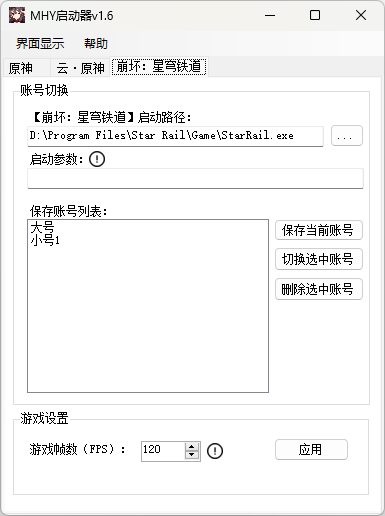 MHY启动器v1.6
界面显示 帮助
原神 云·原神 崩坏：星穹铁道
账号切换
【崩坏：星穹铁道】启动路径：
D:\Program Files\Star Rail\Game\StarRail.exe ...
启动参数：
保存账号列表：
大号
小号1
保存当前账号
切换选中账号
删除选中账号
游戏设置
游戏帧数（FPS）： 120 应用